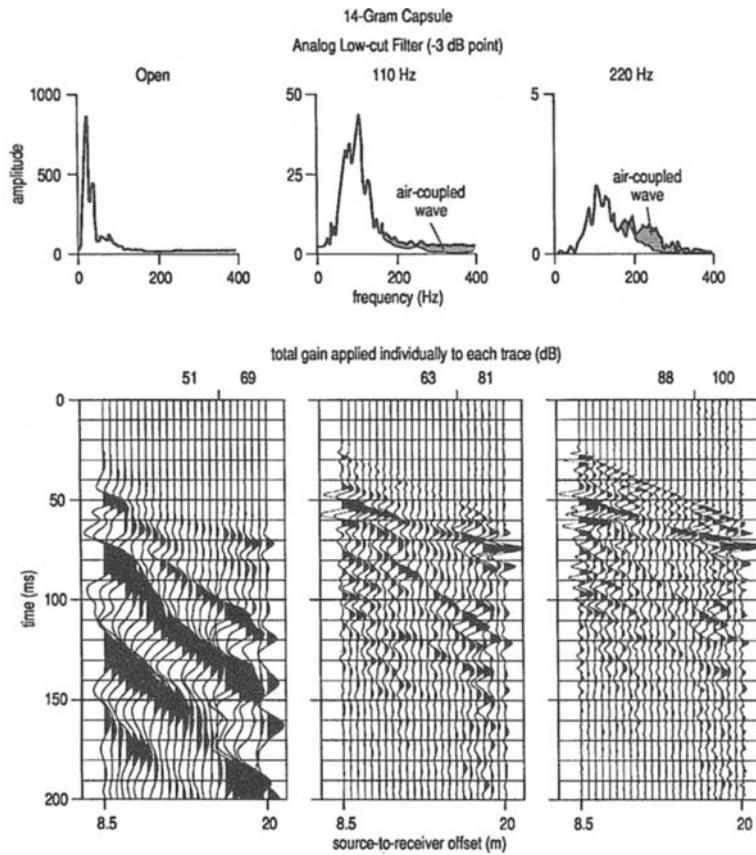 14-Gram Capsule
Analog Low-cut Filter (-3 dB point)
Open 110 Hz 220 Hz
1000 50 5
500 25
amplitude
air-coupled
wave
air-coupled
wave
0 0 0
0 200 400 0 200 400 0 200 400
frequency (Hz)
total gain applied individually to each trace (dB)
51 69 63 81 88 100
0
50
100
150
200
time (ms)
8.5 20 8.5 20 8.5 20
source-to-receiver offset (m)